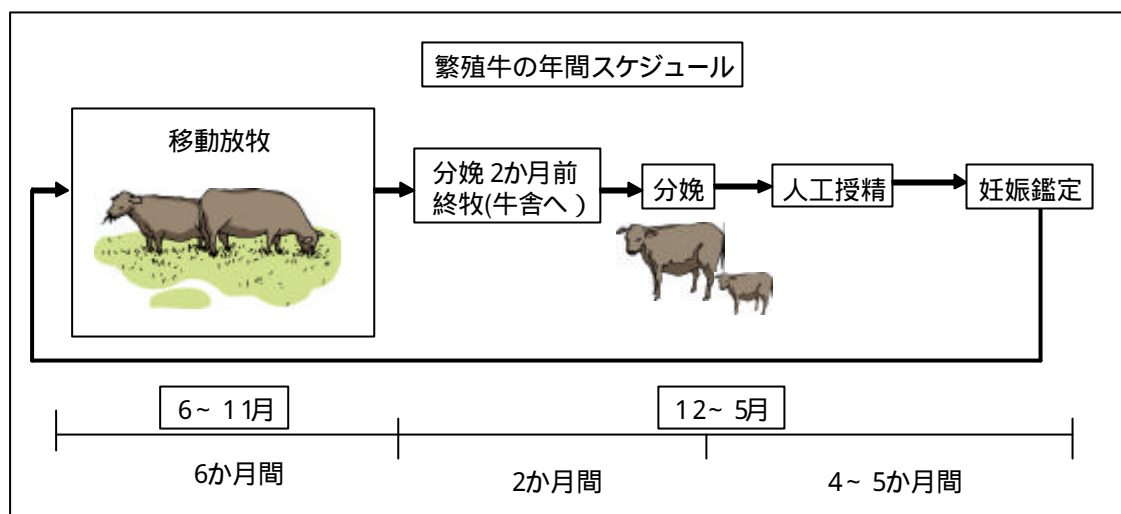 繁殖牛の年間スケジュール
移動放牧
分娩 2か月前
終牧(牛舎へ )
分娩
人工授精
妊娠鑑定
6~ 11月
12~ 5月
6か月間
2か月間
4~ 5か月間